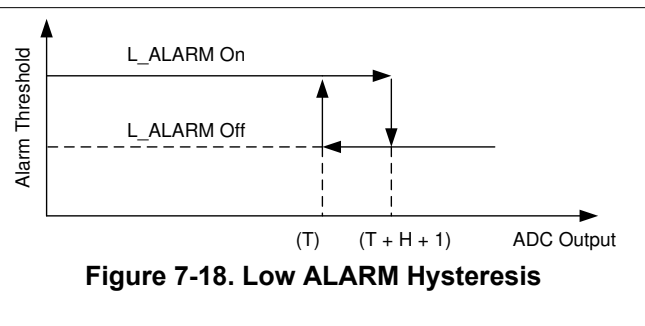 L_ALARM On
Alarm Threshold
L_ALARM Off
(T) (T + H + 1) ADC Output
Figure 7-18. Low ALARM Hysteresis